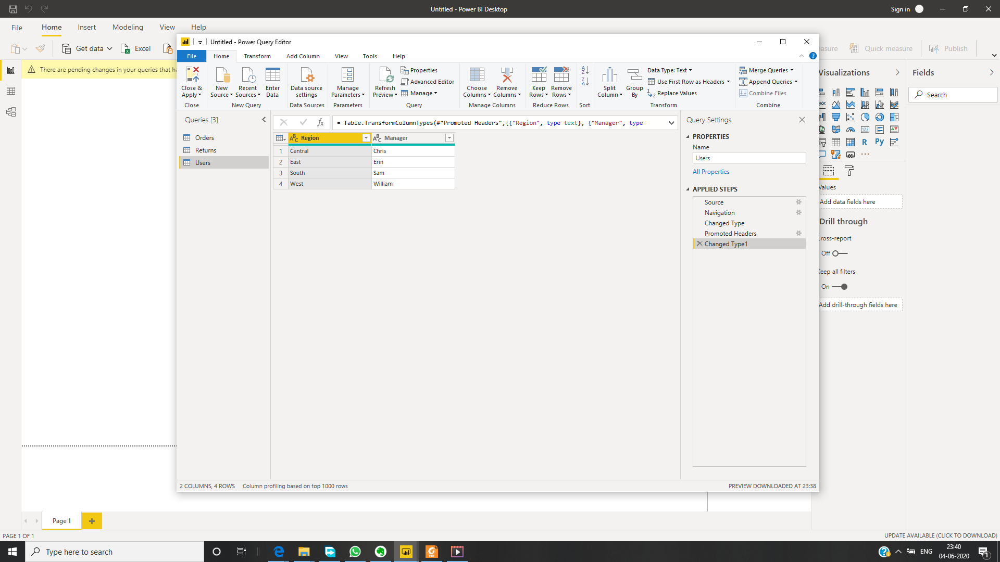 Untitled - Power BI Desktop
Sign in
File
Home
Insert
Modeling
View
Help
Get data
Excel
Quick measure
Publish
There are pending changes in your queries that
Untitled - Power Query Editor
File
Home
Transform
Add Column
View
Tools
Help
Close &
Apply
Close
New
Source
Recent
Sources
Enter
Data
New Query
Data source
settings
Data Sources
Manage
Parameters
Parameters
Refresh
Preview
Properties
Advanced Editor
Manage
Query
Choose
Columns
Remove
Columns
Manage Columns
Keep
Rows
Remove
Rows
Reduce Rows
Sort
Split
Column
Group
By
Data Type: Text
Use First Row as Headers
Replace Values
Transform
Merge Queries
Append Queries
Combine Files
Combine
Queries [3]
Orders
Returns
Users
= Table.TransformColumnTypes(#"Promoted Headers",{{"Region", type text}, {"Manager", type
Region Manager
1 Central Chris
2 East Erin
3 South Sam
4 West William
Query Settings
PROPERTIES
Name
Users
All Properties
APPLIED STEPS
Source
Navigation
Changed Type
Promoted Headers
Changed Type1
2 COLUMNS, 4 ROWS
Column profiling based on top 1000 rows
PREVIEW DOWNLOADED AT 23:38
Visualizations
Fields
Search
R
Py
Values
Add data fields here
Drill through
Cross-report
Off
Keep all filters
On
Add drill-through fields here
Page 1
PAGE 1 OF 1
UPDATE AVAILABLE (CLICK TO DOWNLOAD)
Type here to search
ENG
23:40
04-06-2020
1